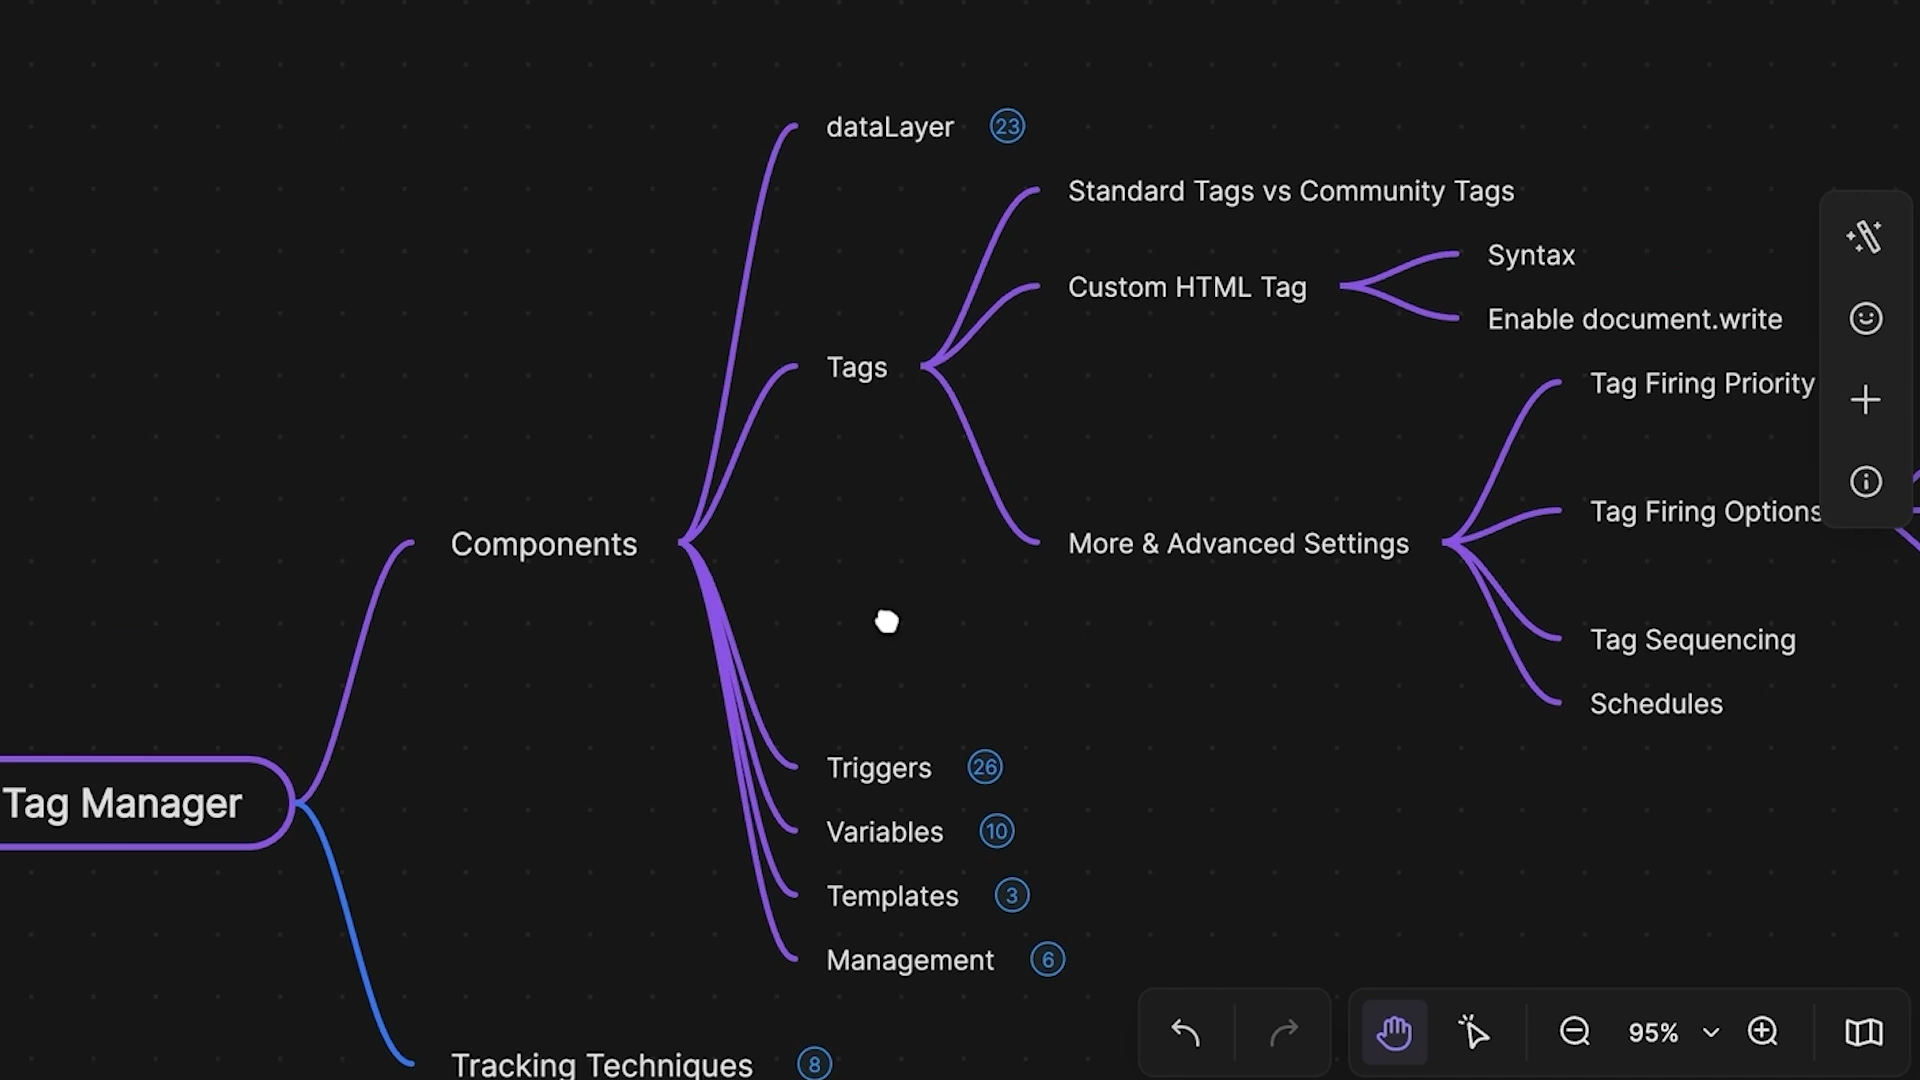 dataLayer 23
Standard Tags vs Community Tags
Syntax
Custom HTML Tag
Enable document.write
Tags
Tag Firing Priority
Tag Firing Options
Components
More & Advanced Settings
Tag Sequencing
Schedules
Triggers 26
Tag Manager
Variables 10
Templates 3
Management 6
95%
Tracking Techniques 8